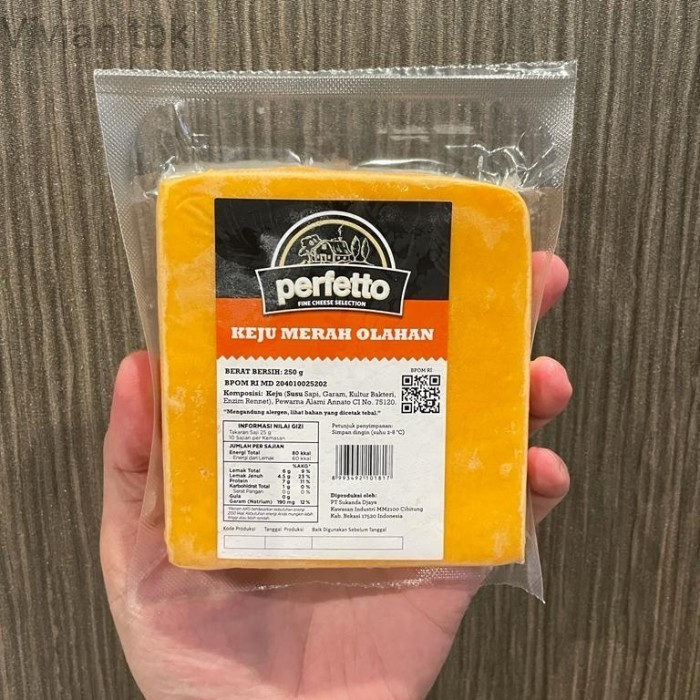 Vivian tbk
perfetto
FINE CHEESE SELECTION
KEJU MERAH OLAHAN
BERAT BERSIH: 250 g
BPOM RI MD 204010025202
BPOM RI
Komposisi: Keju (Susu Sapi, Garam, Kultur Bakteri,
Enzim Rennet), Pewarna Alami Annato CI No. 75120.
"Mengandung alergen, lihat bahan yang dicetak tebal."
INFORMASI NILAI GIZI
Takaran Saji 25 g
10 Sajian per Kemasan
JUMLAH PER SAJIAN
Energi Total 80 kkal
Energi dari Lemak 60 kkal
%AKG*
Lemak Total 6 g 9 %
Lemak Jenuh 4.5 g 23 %
Protein 7 g 11 %
Karbohidrat Total 1 g 0 %
Serat Pangan 0 g 0 %
Gula 0 g
Garam (Natrium) 190 mg 12 %
Petunjuk penyimpanan:
Simpan dingin (suhu 2-8 °C)
8 993492 101817
Diproduksi oleh:
PT Sukanda Djaya
Kawasan Industri MM2100 Cibitung
Kab. Bekasi 17520 Indonesia
Kode Produksi Tanggal Produksi Baik Digunakan Sebelum Tanggal